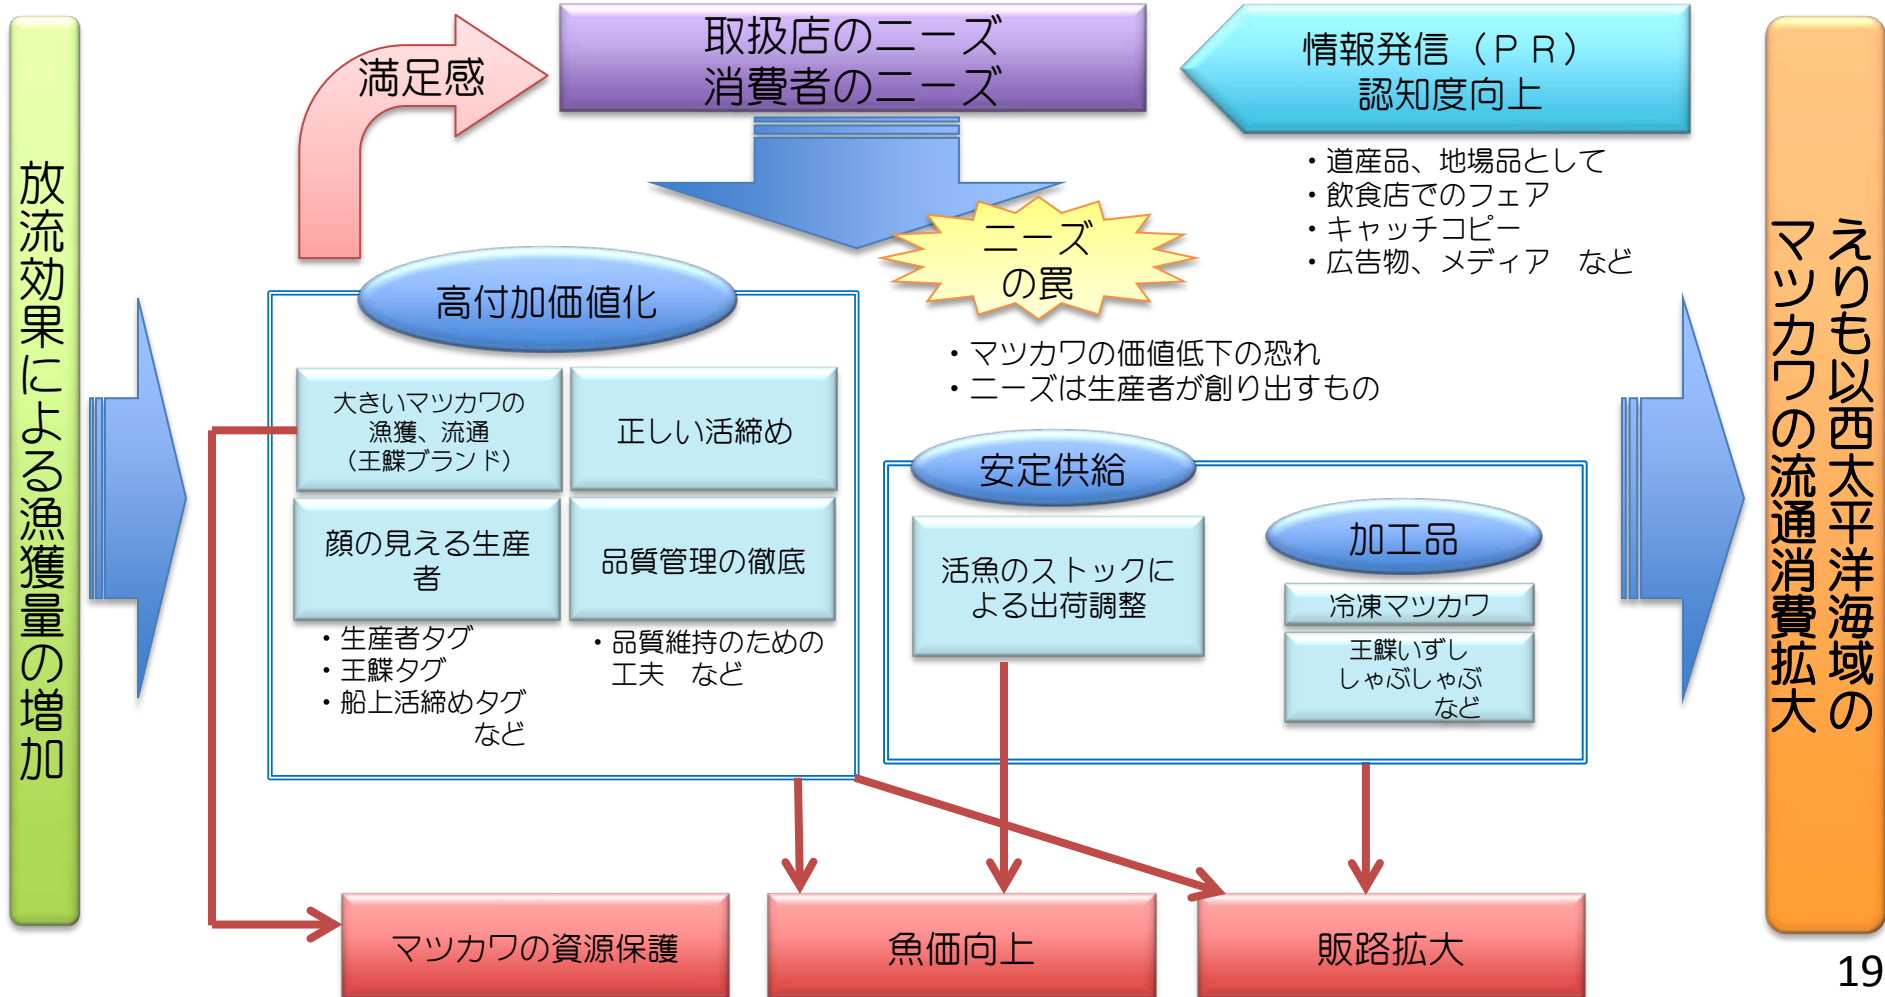 放流効果による漁獲量の増加
満足感
取扱店のニーズ
消費者のニーズ
情報発信（ＰＲ）
認知度向上
・道産品、地場品として
・飲食店でのフェア
・キャッチコピー
・広告物、メディア　など
ニーズ
の罠
・マツカワの価値低下の恐れ
・ニーズは生産者が創り出すもの
高付加価値化
大きいマツカワの
漁獲、流通
（王鰈ブランド）
正しい活締め
顔の見える生産
者
品質管理の徹底
・生産者タグ
・王鰈タグ
・船上活締めタグ
など
・品質維持のための
工夫　など
安定供給
活魚のストックに
よる出荷調整
加工品
冷凍マツカワ
王鰈いずし
しゃぶしゃぶ
など
マツカワの資源保護
魚価向上
販路拡大
えりも以西太平洋海域の
マツカワの流通消費拡大
19